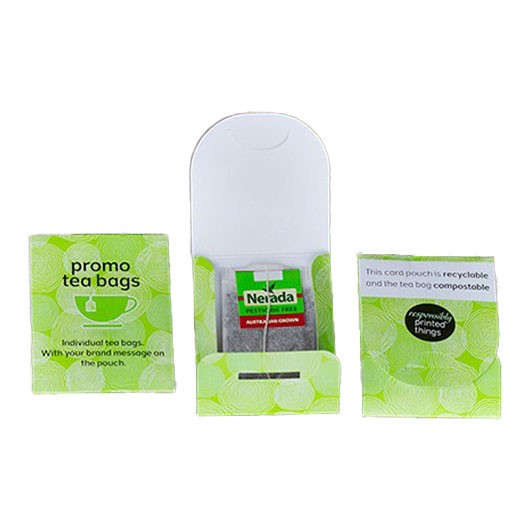 promo
tea bags
Individual tea bags.
With your brand message on
the pouch.
Nerada
PESTICIDE FREE
AUSTRALIAN GROWN
This card pouch is recyclable
and the tea bag compostable
responsibly
printed
things